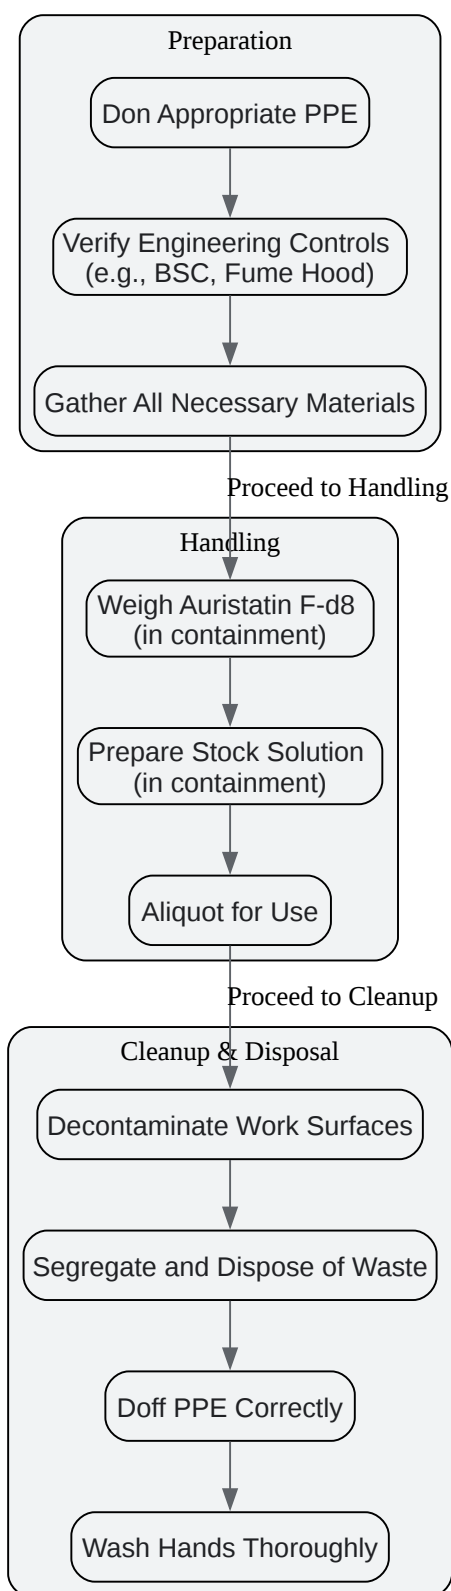 Preparation
Don Appropriate PPE
Verify Engineering Controls
(e.g., BSC, Fume Hood)
Gather All Necessary Materials
Proceed to Handling
Handling
Weigh Auristatin F-d8
(in containment)
Prepare Stock Solution
(in containment)
Aliquot for Use
Proceed to Cleanup
Cleanup & Disposal
Decontaminate Work Surfaces
Segregate and Dispose of Waste
Doff PPE Correctly
Wash Hands Thoroughly